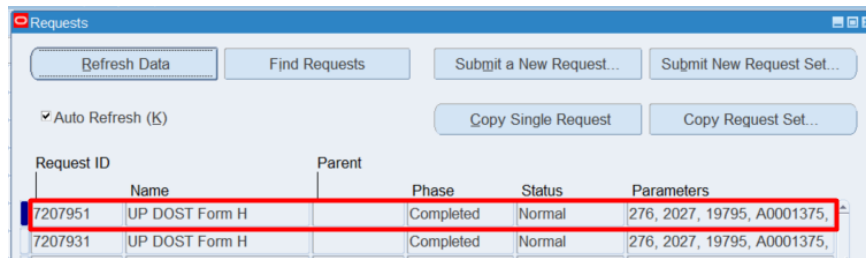 Requests
Refresh Data Find Requests Submit a New Request... Submit New Request Set...
Auto Refresh (K) Copy Single Request Copy Request Set...
Request ID Parent
Name Phase Status Parameters
7207951 UP DOST Form H Completed Normal 276, 2027, 19795, A0001375,
7207931 UP DOST Form H Completed Normal 276, 2027, 19795, A0001375,